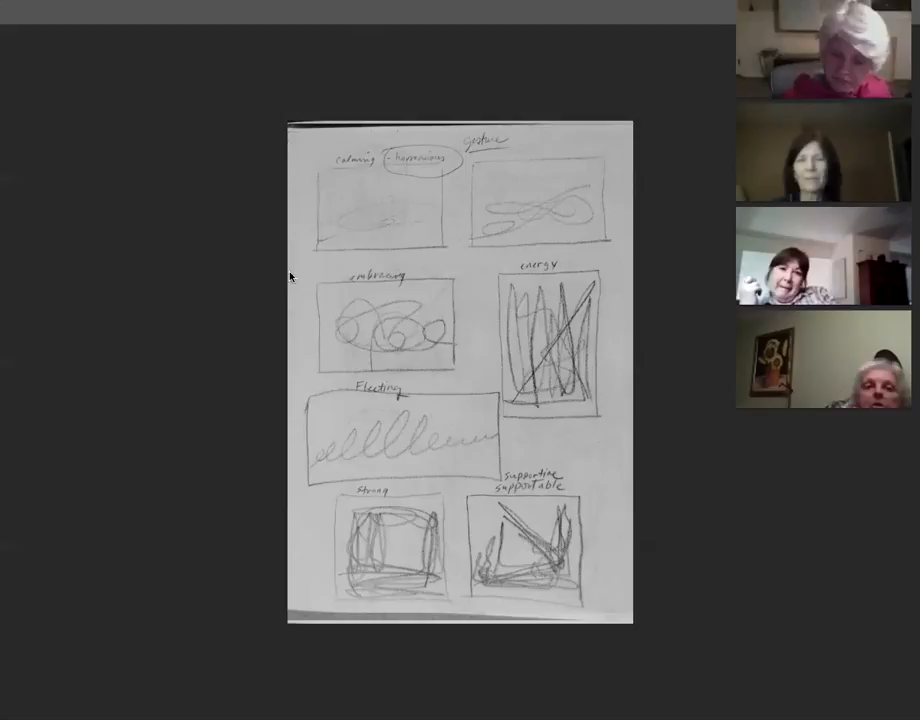 gesture
calming - harmonious
embracing
energy
Fleeting
supportive
supportable
strong